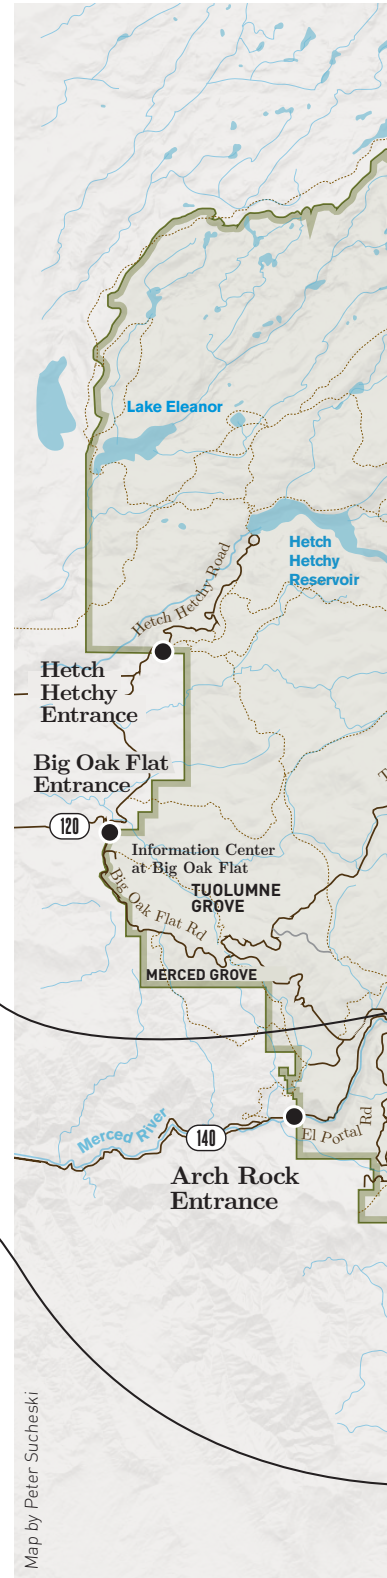 Lake Eleanor
Hetch
Hetchy
Reservoir
Hetch Hetchy Road
Hetch
Hetchy
Entrance
Big Oak Flat
Entrance
120
Information Center
at Big Oak Flat
Big Oak Flat Rd
TUOLUMNE
GROVE
MERCED GROVE
Merced River
140
El Portal Rd
Arch Rock
Entrance
Map by Peter Sucheski